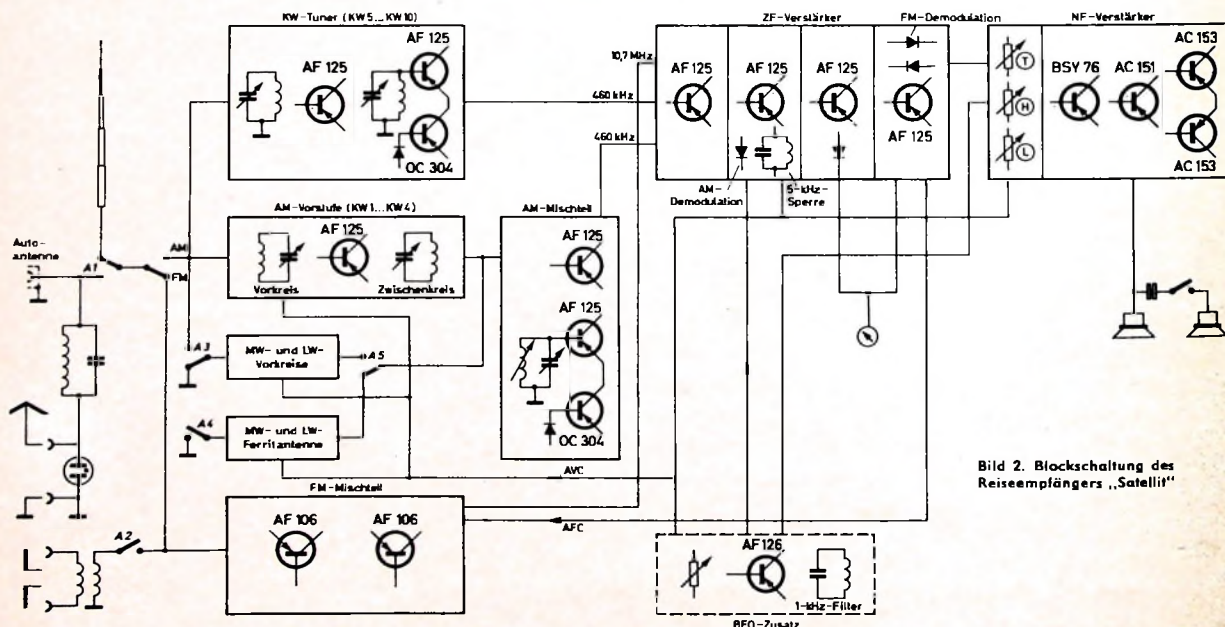 KW-Tuner (KW5...KW10)
AF 125
AF 125
OC 304
ZF-Verstärker
FM-Demodulation
NF-Verstärker
10,7 MHz
460 kHz
460 kHz
AF 125
AF 125
AF 125
AF 125
AM-
Demodulation
5-kHz-
Sperre
T
H
L
BSY 76
AC 151
AC 153
AC 153
Auto-
antenne
A1
AM
FM
AM-Vorstufe (KW1...KW4)
AF 125
Vorkreis
Zwischenkreis
AM-Mischteil
AF 125
AF 125
OC 304
A3
MW- und LW-
Vorkreise
A5
A4
MW- und LW-
Ferritantenne
AVC
FM-Mischteil
AF 106
AF 106
AFC
A2
AF 126
1-kHz-Filter
BFO-Zusatz
Bild 2. Blockschaltung des
Reiseempfängers „Satellit"